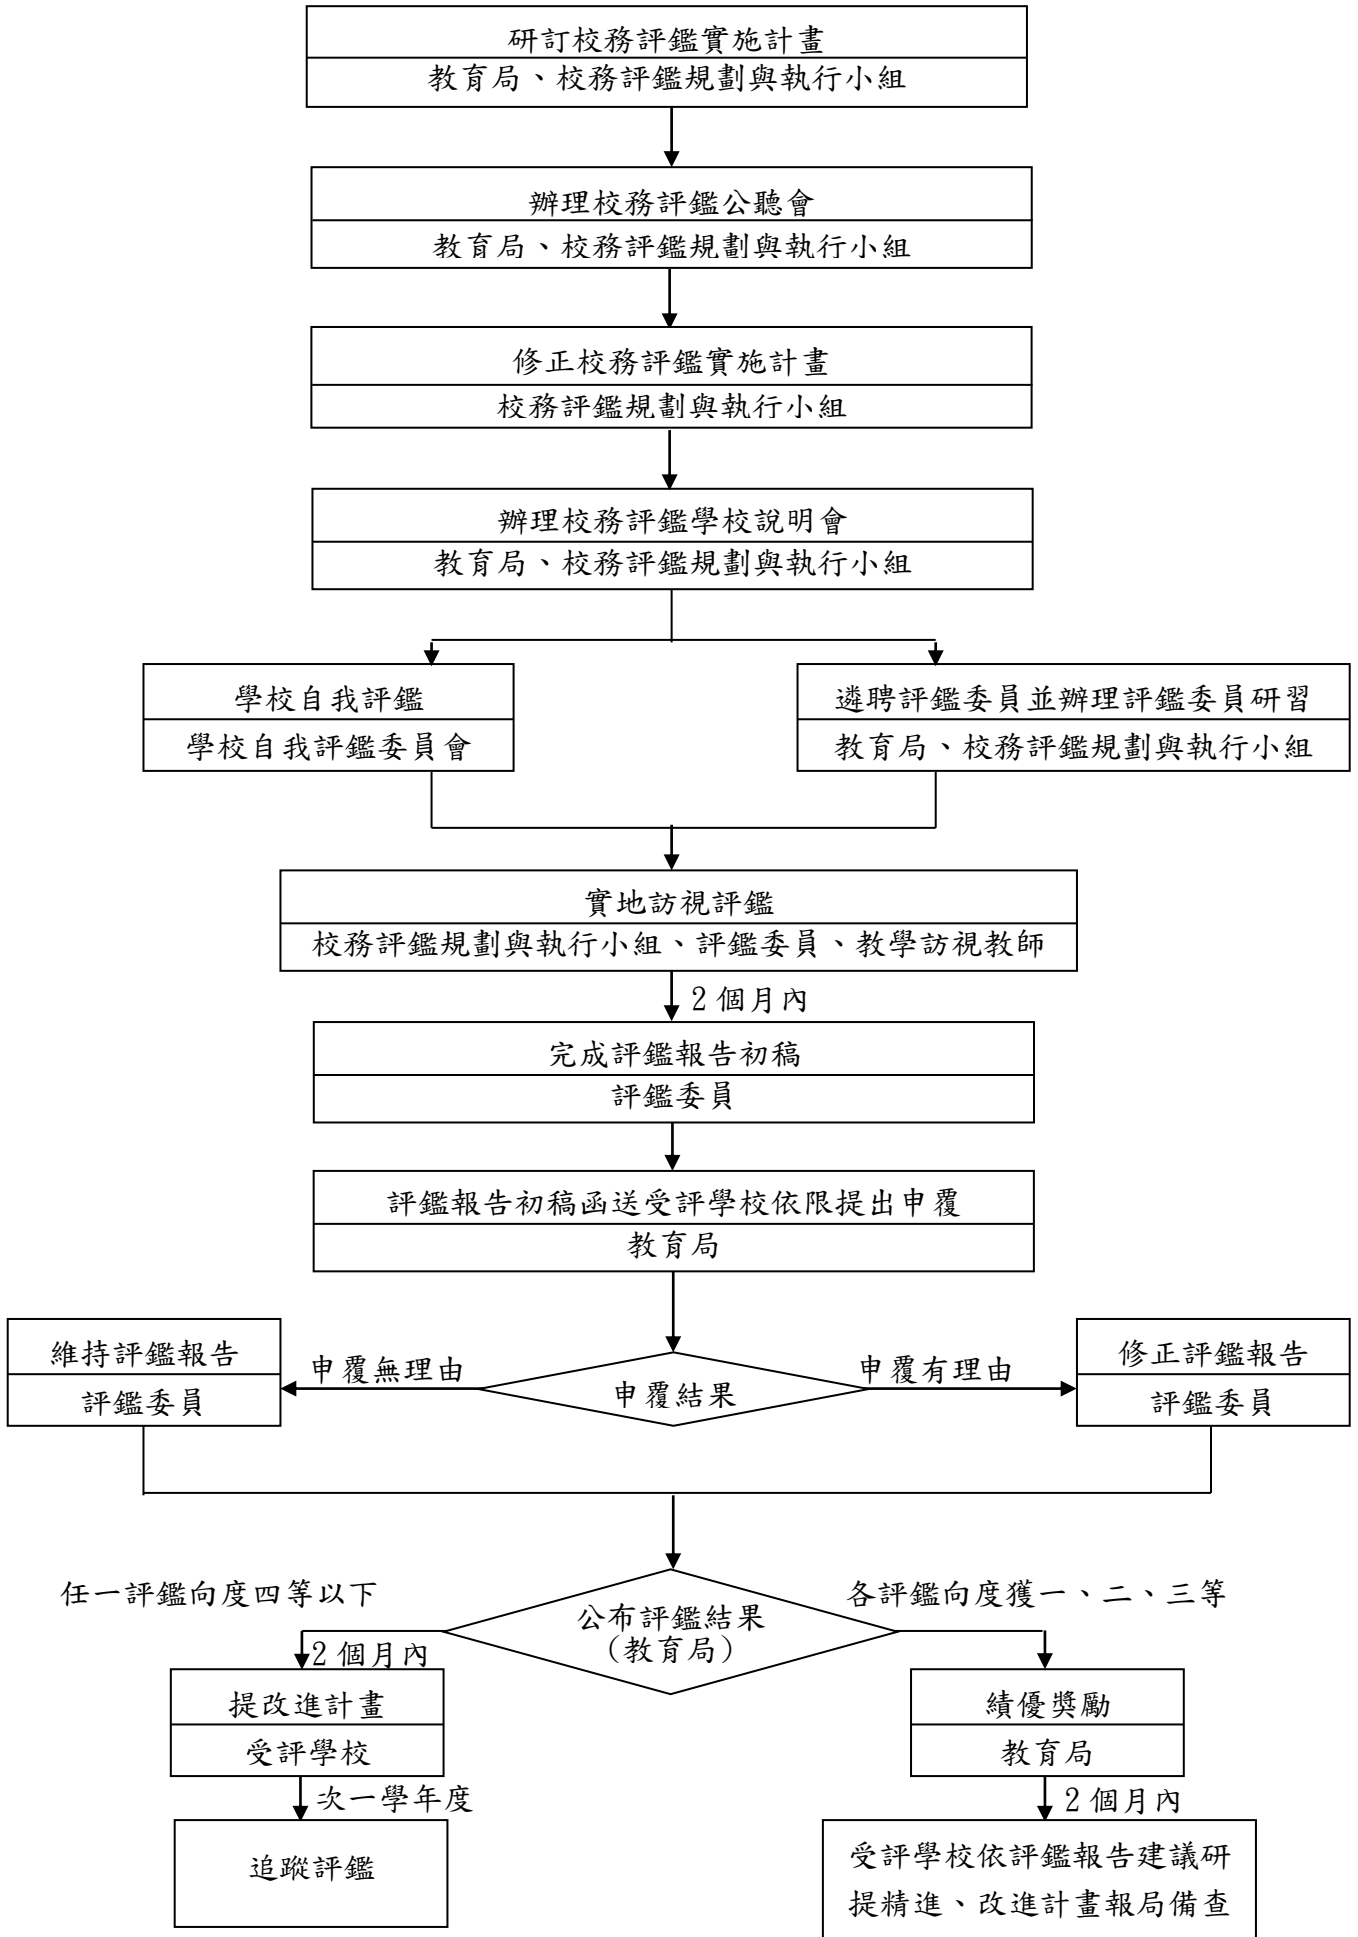 研訂校務評鑑實施計畫
教育局、校務評鑑規劃與執行小組
辦理校務評鑑公聽會
教育局、校務評鑑規劃與執行小組
修正校務評鑑實施計畫
校務評鑑規劃與執行小組
辦理校務評鑑學校說明會
教育局、校務評鑑規劃與執行小組
學校自我評鑑
學校自我評鑑委員會
遴聘評鑑委員並辦理評鑑委員研習
教育局、校務評鑑規劃與執行小組
實地訪視評鑑
校務評鑑規劃與執行小組、評鑑委員、教學訪視教師
2 個月內
完成評鑑報告初稿
評鑑委員
評鑑報告初稿函送受評學校依限提出申覆
教育局
維持評鑑報告
評鑑委員
申覆無理由
申覆結果
申覆有理由
修正評鑑報告
評鑑委員
任一評鑑向度四等以下
公布評鑑結果
（教育局）
各評鑑向度獲一、二、三等
2 個月內
提改進計畫
受評學校
次一學年度
追蹤評鑑
績優獎勵
教育局
2 個月內
受評學校依評鑑報告建議研
提精進、改進計畫報局備查